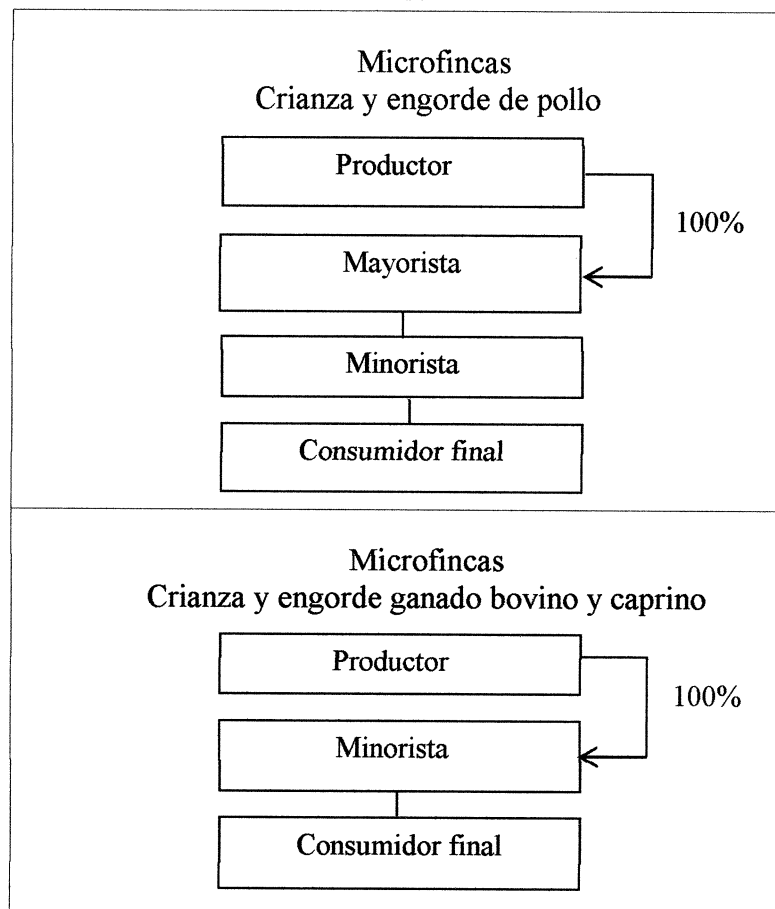 Microfincas
Crianza y engorde de pollo
Productor
100%
Mayorista
Minorista
Consumidor final
Microfincas
Crianza y engorde ganado bovino y caprino
Productor
100%
Minorista
Consumidor final